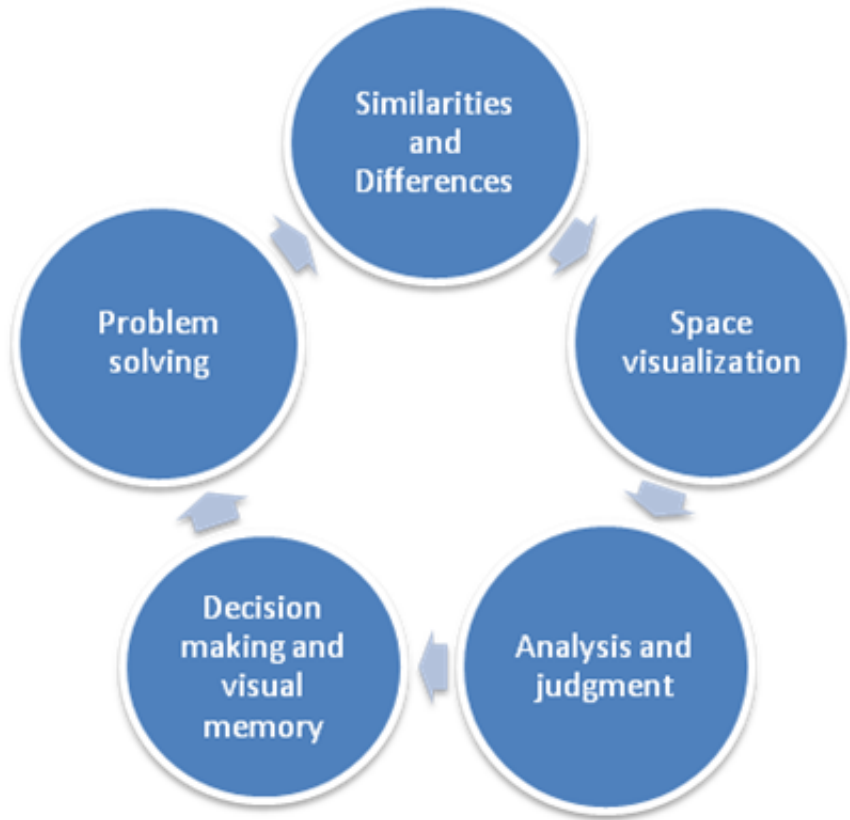 Similarities
and
Differences
Space
visualization
Analysis and
judgment
Decision
making and
visual
memory
Problem
solving